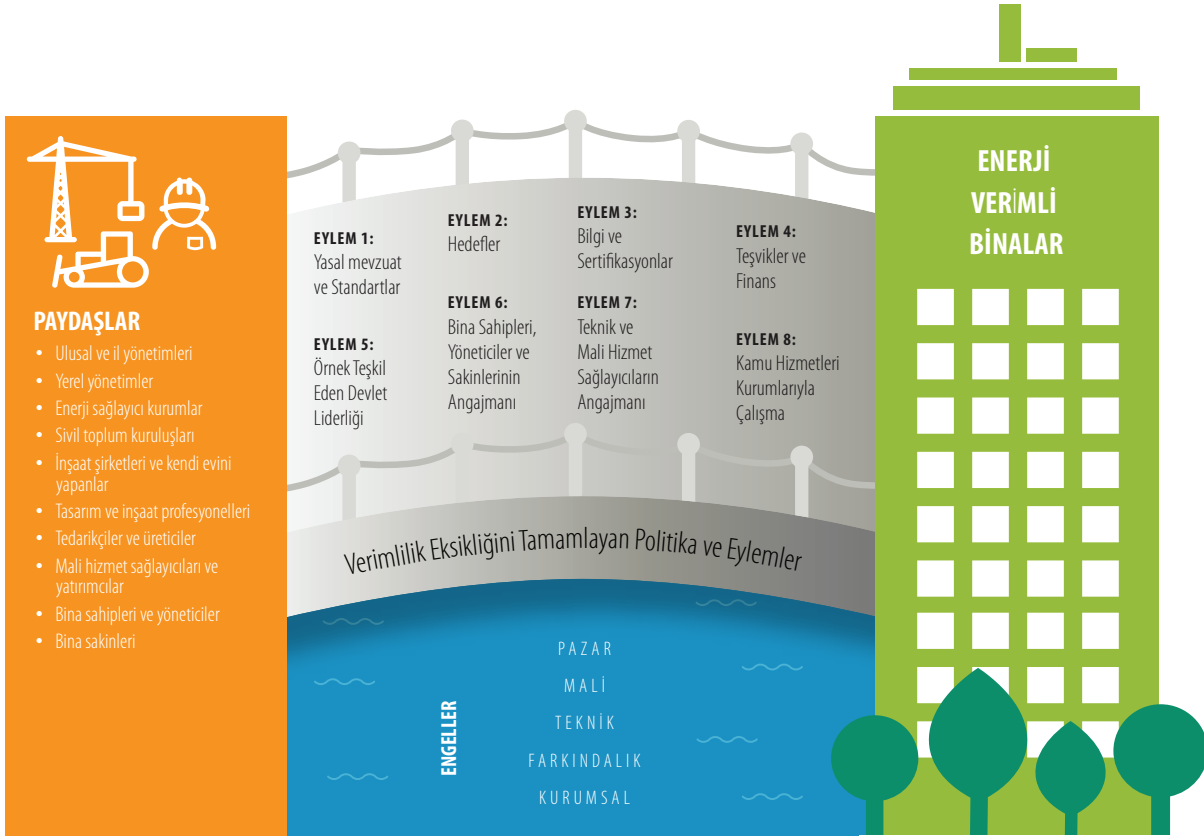 PAYDAŞLAR
• Ulusal ve il yönetimleri
• Yerel yönetimler
• Enerji sağlayıcı kurumlar
• Sivil toplum kuruluşları
• İnşaat şirketleri ve kendi evini
yapanlar
• Tasarım ve inşaat profesyonelleri
• Tedarikçiler ve üreticiler
• Mali hizmet sağlayıcıları ve
yatırımcılar
• Bina sahipleri ve yöneticiler
• Bina sakinleri
EYLEM 1:
Yasal mevzuat
ve Standartlar
EYLEM 2:
Hedefler
EYLEM 3:
Bilgi ve
Sertifikasyonlar
EYLEM 4:
Teşvikler ve
Finans
EYLEM 5:
Örnek Teşkil
Eden Devlet
Liderliği
EYLEM 6:
Bina Sahipleri,
Yöneticiler ve
Sakinlerinin
Angajmanı
EYLEM 7:
Teknik ve
Mali Hizmet
Sağlayıcıların
Angajmanı
EYLEM 8:
Kamu Hizmetleri
Kurumlarıyla
Çalışma
Verimlilik Eksikliğini Tamamlayan Politika ve Eylemler
ENGELLER
PAZAR
MALİ
TEKNİK
FARKINDALIK
KURUMSAL
ENERJİ
VERİMLİ
BİNALAR